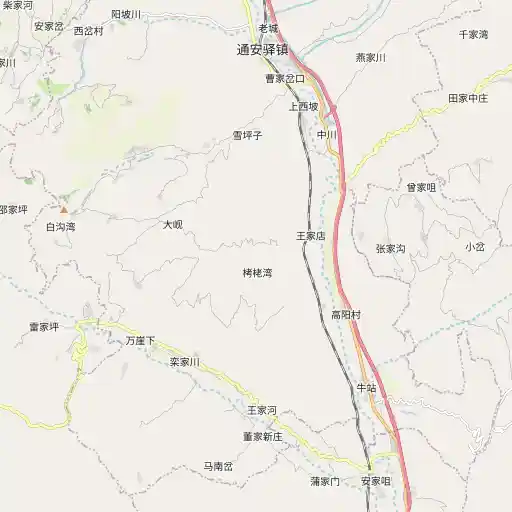 柴家河
阳坡川
安家岔
西岔村
老城
千家湾
通安驿镇
燕家川
家川
曹家岔口
田家中庄
上西坡
雪坪子
中川
曾家咀
邵家坪
白沟湾
大岘
王家店
张家沟
小岔
栲栳湾
高阳村
雷家坪
万崖下
栾家川
牛站
王家河
董家新庄
马南岔
蒲家门
安家咀